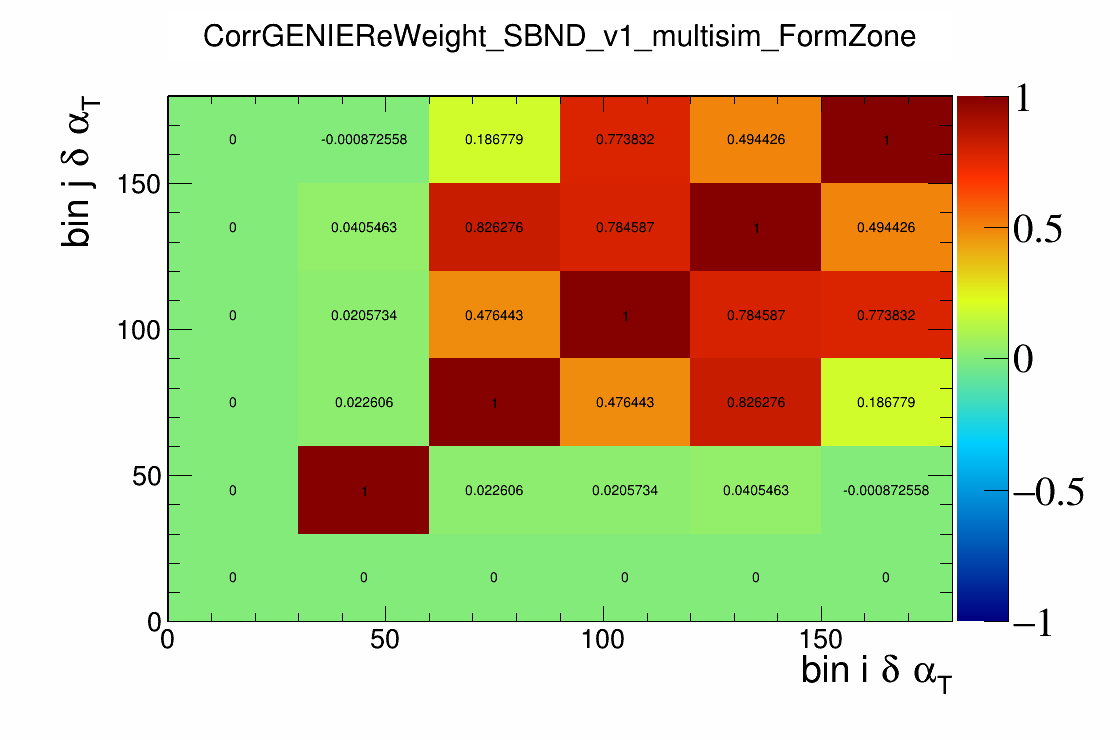 CorrGENIEReWeight_SBND_v1_multisim_FormZone
bin j δ α_T
150
100
50
0
0 -0.000872558 0.186779 0.773832 0.494426 1
0 0.0405463 0.826276 0.784587 1 0.494426
0 0.0205734 0.476443 1 0.784587 0.773832
0 0.022606 1 0.476443 0.826276 0.186779
0 1 0.022606 0.0205734 0.0405463 -0.000872558
0 0 0 0 0 0
0 50 100 150
bin i δ α_T
1
0.5
0
−0.5
−1